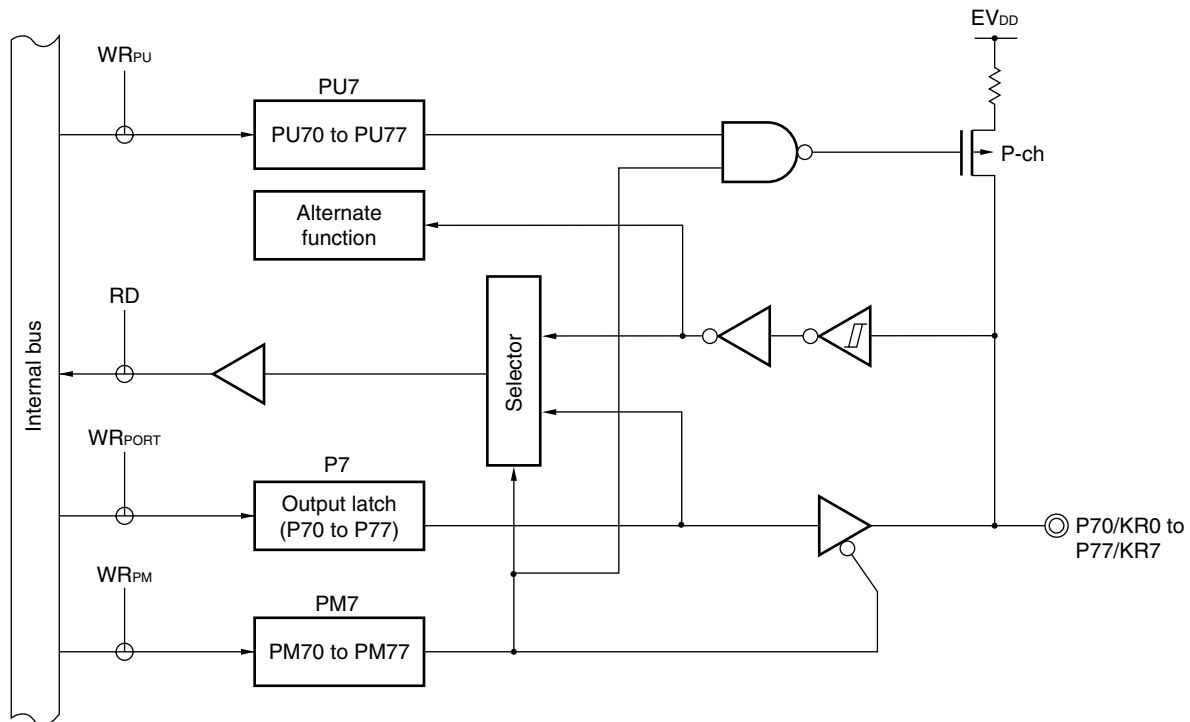 EVDD
WRPU
PU7
PU70 to PU77
P-ch
Alternate
function
RD
Selector
Internal bus
WRPORT
P7
Output latch
(P70 to P77)
P70/KR0 to
P77/KR7
WRPM
PM7
PM70 to PM77